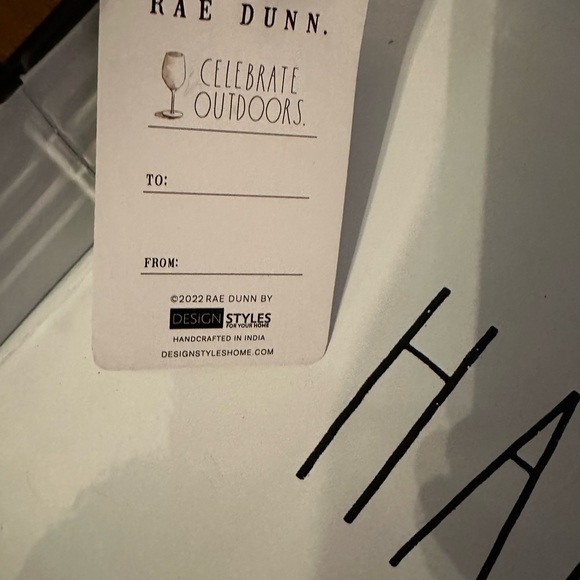 RAE DUNN.
CELEBRATE
OUTDOORS.
TO:
FROM:
©2022 RAE DUNN BY
DESIGN STYLES
FOR YOUR HOME
HANDCRAFTED IN INDIA
DESIGNSTYLESHOME.COM
HA